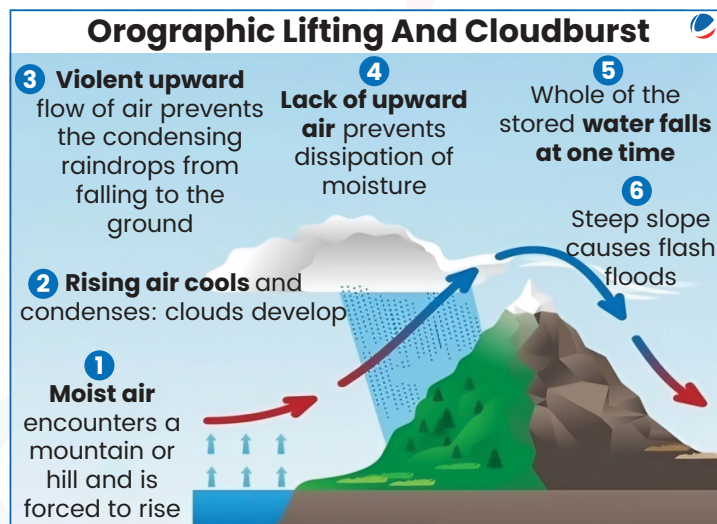 Orographic Lifting And Cloudburst
1
Moist air
encounters a
mountain or
hill and is
forced to rise
2 Rising air cools and
condenses: clouds develop
3 Violent upward
flow of air prevents
the condensing
raindrops from
falling to the
ground
4
Lack of upward
air prevents
dissipation of
moisture
5
Whole of the
stored water falls
at one time
6
Steep slope
causes flash
floods